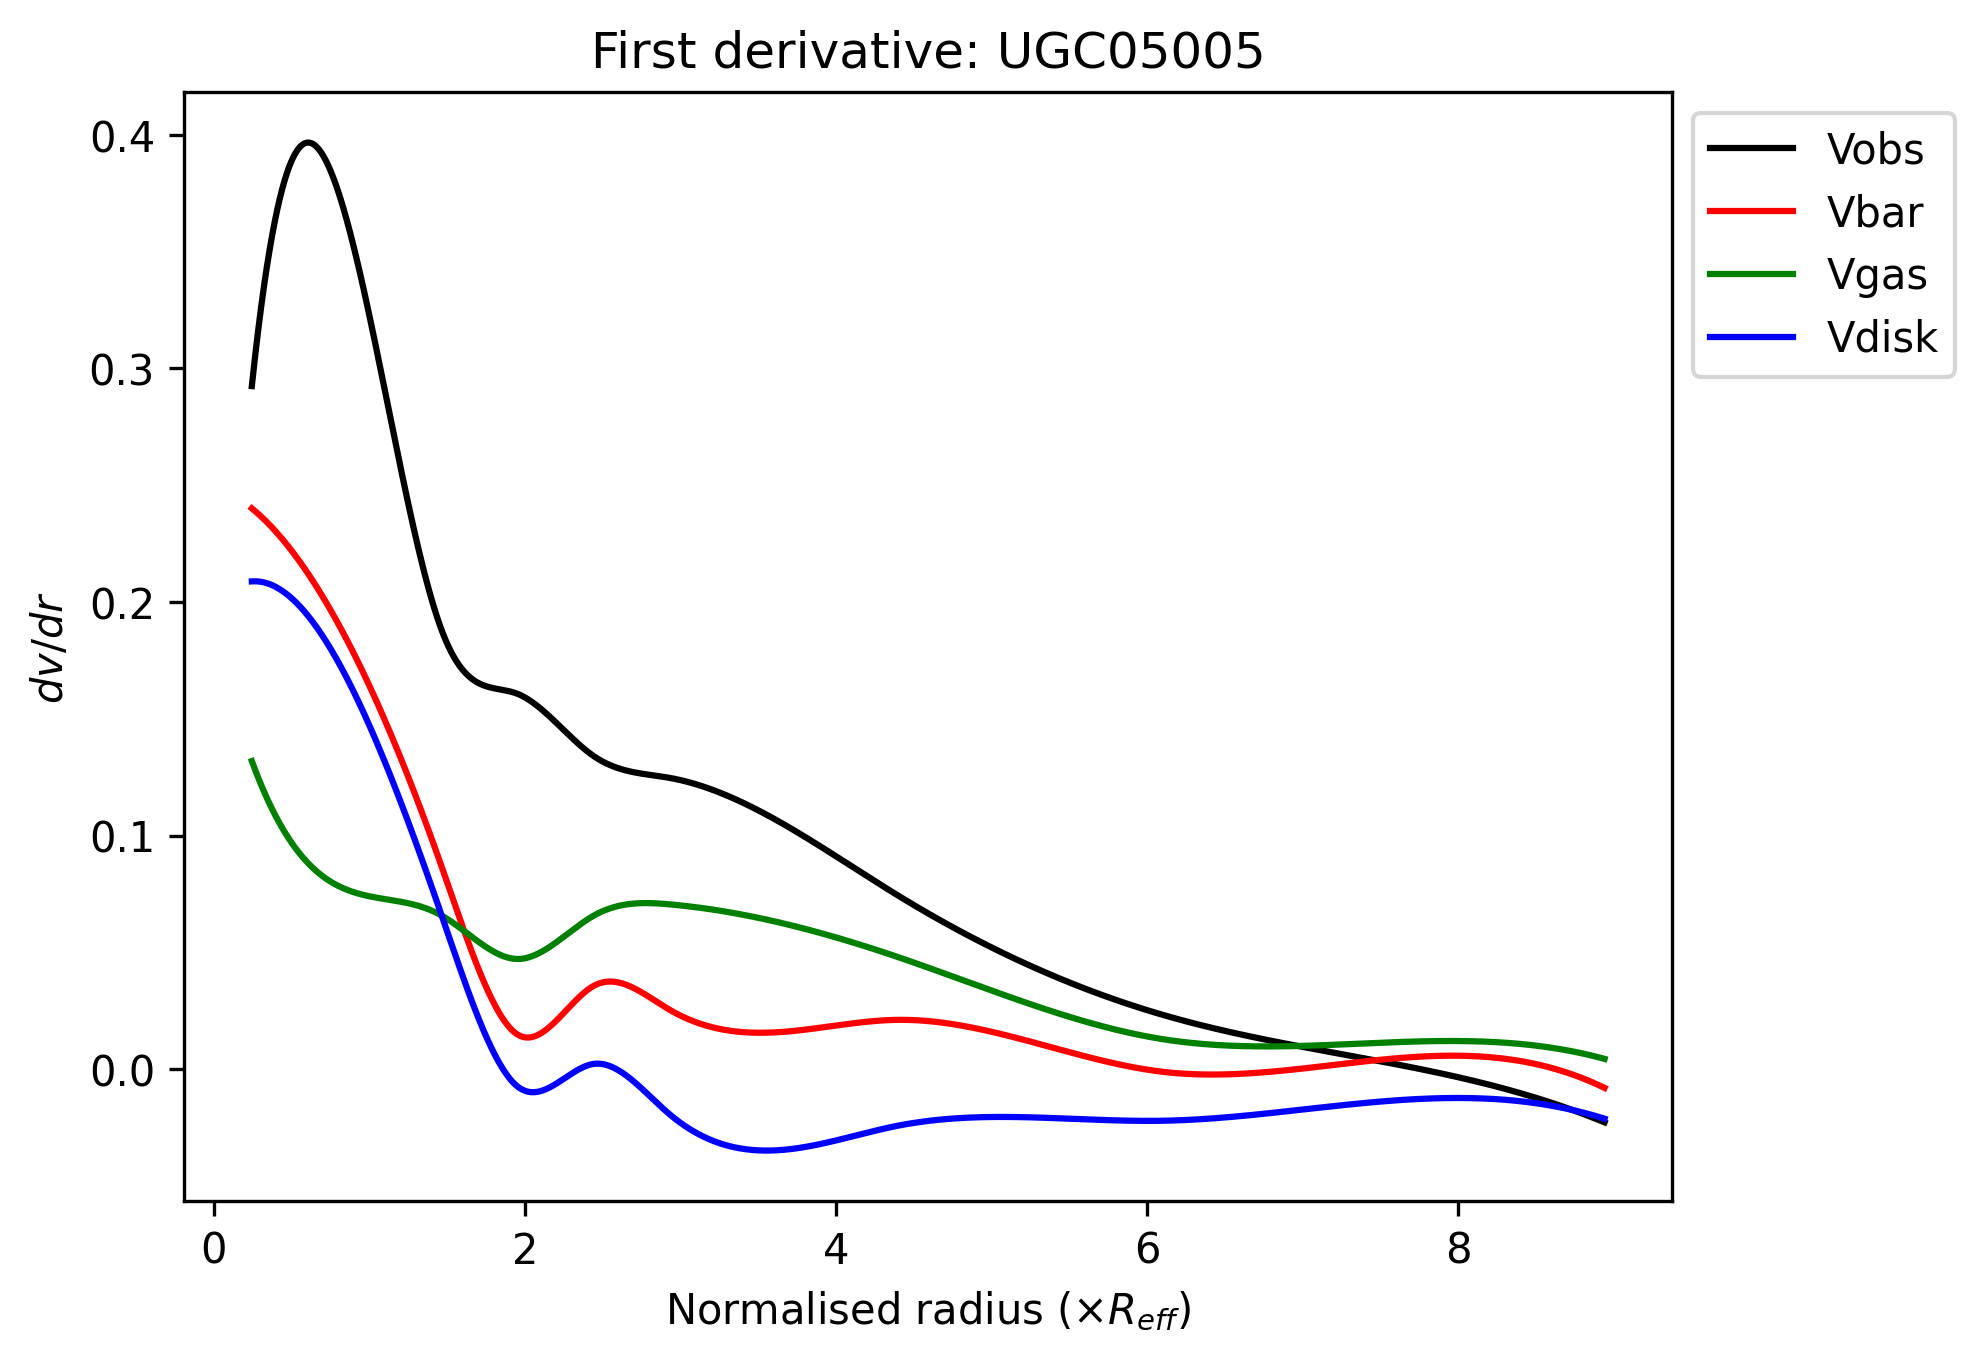 First derivative: UGC05005
0.4
0.3
0.2
0.1
0.0
dv/dr
0 2 4 6 8
Normalised radius (×R_eff)
Vobs
Vbar
Vgas
Vdisk